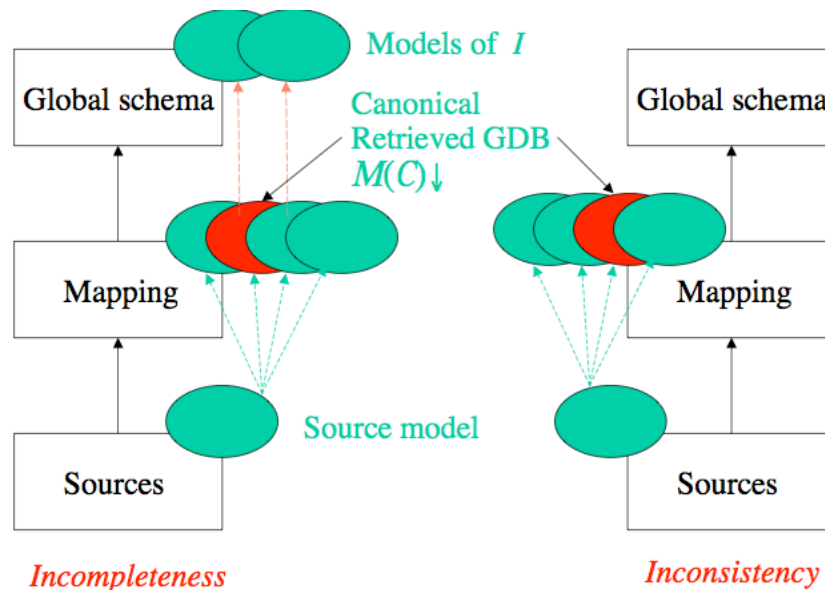 Models of I
Global schema
Global schema
Canonical
Retrieved GDB
M(C)↓
Mapping
Mapping
Source model
Sources
Sources
Incompleteness
Inconsistency